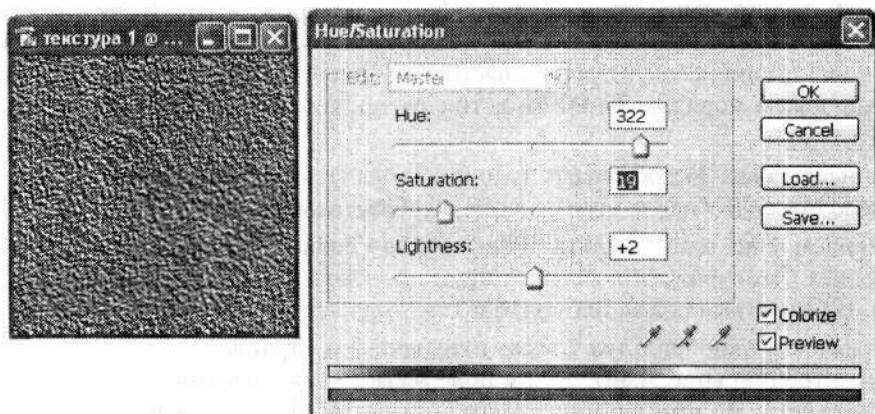 текстура 1 @ ...
Hue/Saturation
Edit: Master
OK
Hue: 322
Cancel
Saturation: 19
Load...
Save...
Lightness: +2
Colorize
Preview